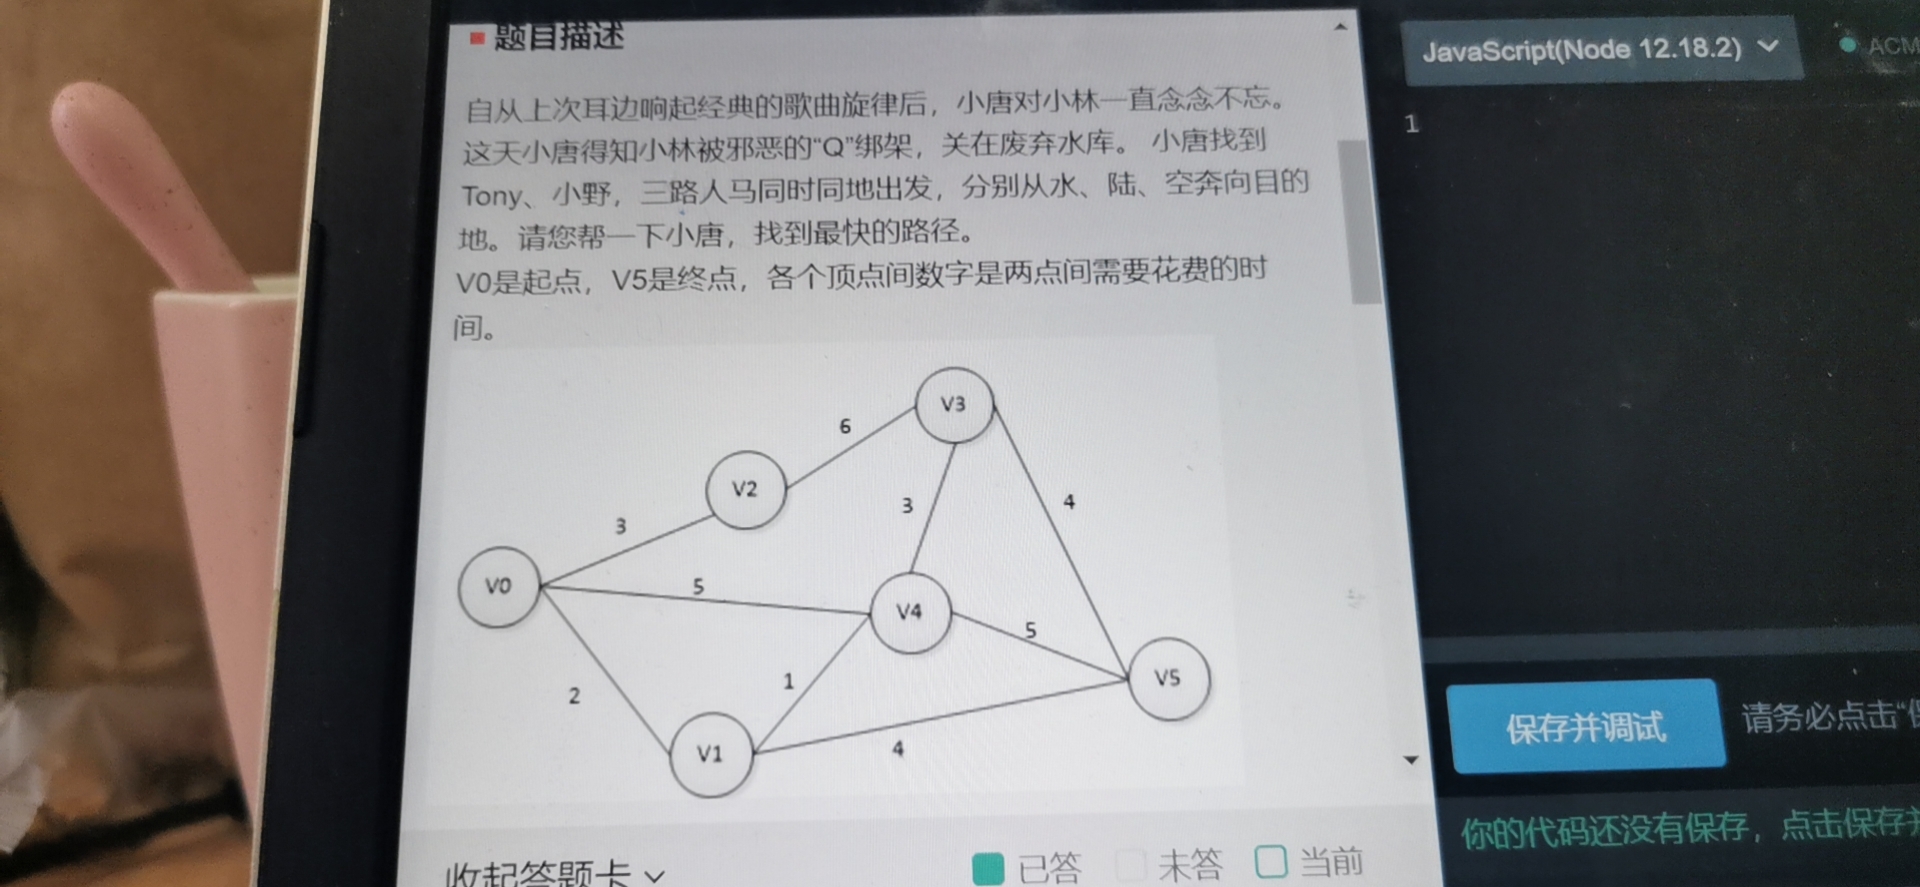 题目描述
自从上次耳边响起经典的歌曲旋律后，小唐对小林一直念念不忘。
这天小唐得知小林被邪恶的“Q”绑架，关在废弃水库。 小唐找到
Tony、小野，三路人马同时同地出发，分别从水、陆、空奔向目的
地。请您帮一下小唐，找到最快的路径。
V0是起点，V5是终点，各个顶点间数字是两点间需要花费的时
间。
V3
6
V2
3
4
3
V0
5
V4
5
V5
1
2
V1
4
收起答题卡
已答 未答 当前
JavaScript(Node 12.18.2)
ACM
1
保存并调试
请务必点击“
你的代码还没有保存，点击保存